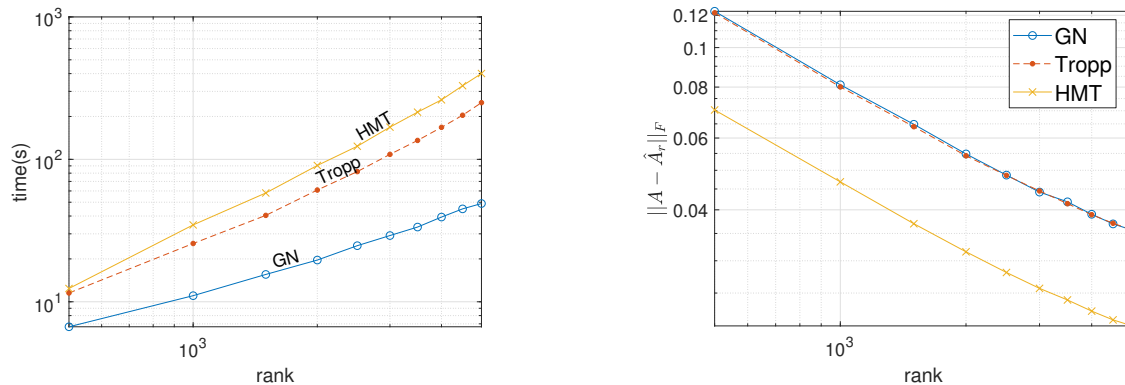 10^3
10^2
10^1
time(s)
HMT
Tropp
GN
10^3
rank
0.12
0.1
0.08
0.06
0.04
||A − Â_r||_F
GN
Tropp
HMT
10^3
rank